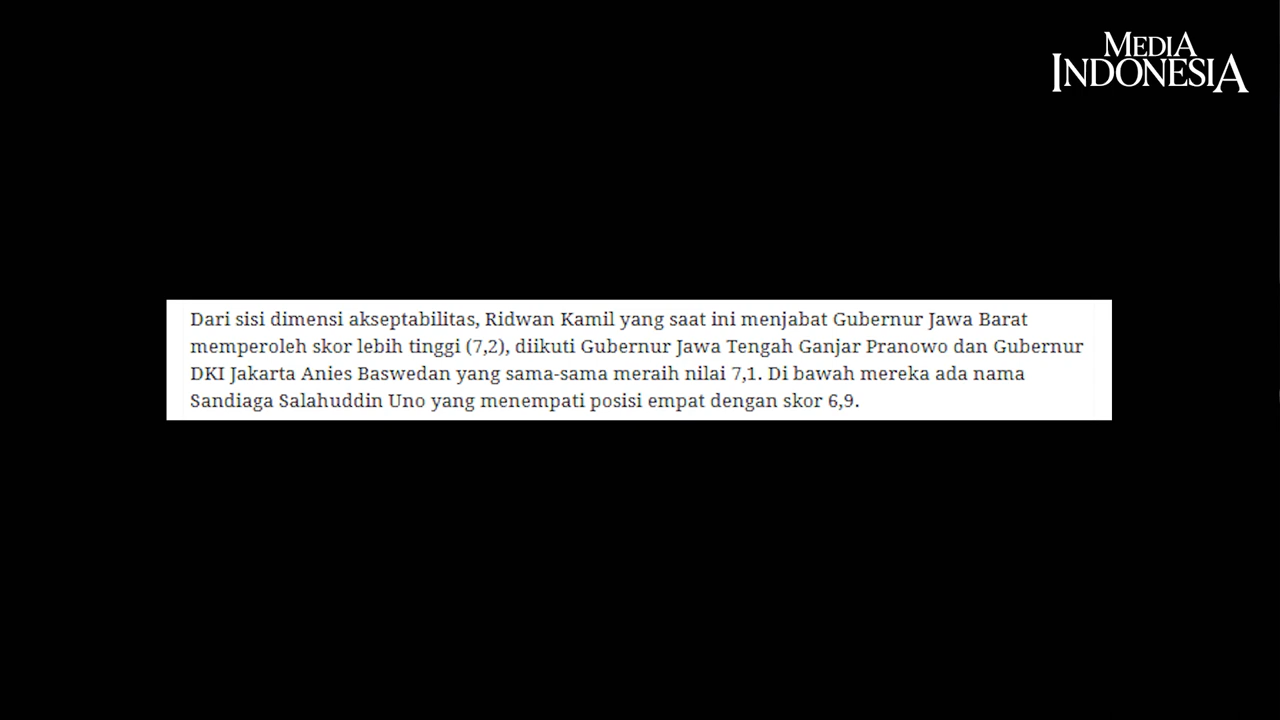 MEDIA
INDONESIA
Dari sisi dimensi akseptabilitas, Ridwan Kamil yang saat ini menjabat Gubernur Jawa Barat
memperoleh skor lebih tinggi (7,2), diikuti Gubernur Jawa Tengah Ganjar Pranowo dan Gubernur
DKI Jakarta Anies Baswedan yang sama-sama meraih nilai 7,1. Di bawah mereka ada nama
Sandiaga Salahuddin Uno yang menempati posisi empat dengan skor 6,9.